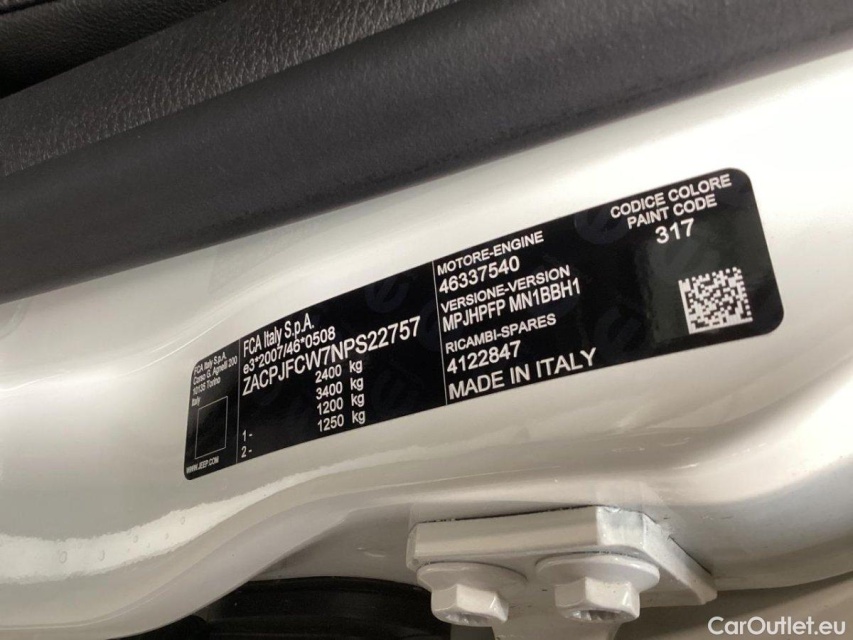 FCA Italy S.p.A.
Corso G. Agnelli 200
10135 Torino
Italy
WWW.JEEP.COM
FCA Italy S.p.A.
e3*2007/46*0508
ZACPJFCW7NPS22757
2400 kg
3400 kg
1 - 1200 kg
2 - 1250 kg
MOTORE-ENGINE
46337540
VERSIONE-VERSION
MPJHPFP MN1BBH1
RICAMBI-SPARES
4122847
MADE IN ITALY
CODICE COLORE
PAINT CODE
317
CarOutlet.eu